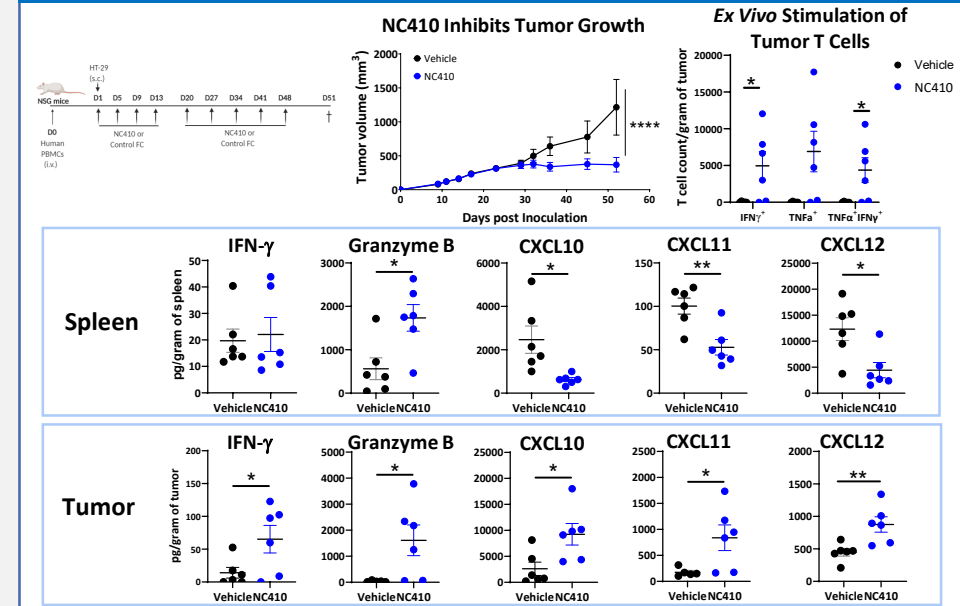 HT-29
(s.c.)
NSG mice
D1 D5 D9 D13 D20 D27 D34 D41 D48 D51
D0
Human
PBMCs
(i.v.)
NC410 or
Control FC
NC410 or
Control FC
NC410 Inhibits Tumor Growth
Tumor volume (mm³)
2000
1500
1000
500
0
0 10 20 30 40 50 60
Days post Inoculation
Vehicle
NC410
****
Ex Vivo Stimulation of
Tumor T Cells
T cell count/gram of tumor
20000
15000
10000
5000
0
* *
IFNγ⁺ TNFa⁺ TNFα⁺IFNγ⁺
Vehicle
NC410
Spleen
pg/gram of spleen
IFN-γ
50
40
30
20
10
0
Vehicle NC410
Granzyme B
*
3000
2000
1000
0
Vehicle NC410
CXCL10
*
6000
4000
2000
0
Vehicle NC410
CXCL11
**
150
100
50
0
Vehicle NC410
CXCL12
*
25000
20000
15000
10000
5000
0
Vehicle NC410
Tumor
pg/gram of tumor
IFN-γ
*
200
150
100
50
0
Vehicle NC410
Granzyme B
*
5000
4000
3000
2000
1000
0
Vehicle NC410
CXCL10
*
25000
20000
15000
10000
5000
0
Vehicle NC410
CXCL11
*
2500
2000
1500
1000
500
0
Vehicle NC410
CXCL12
**
2000
1500
1000
500
0
Vehicle NC410